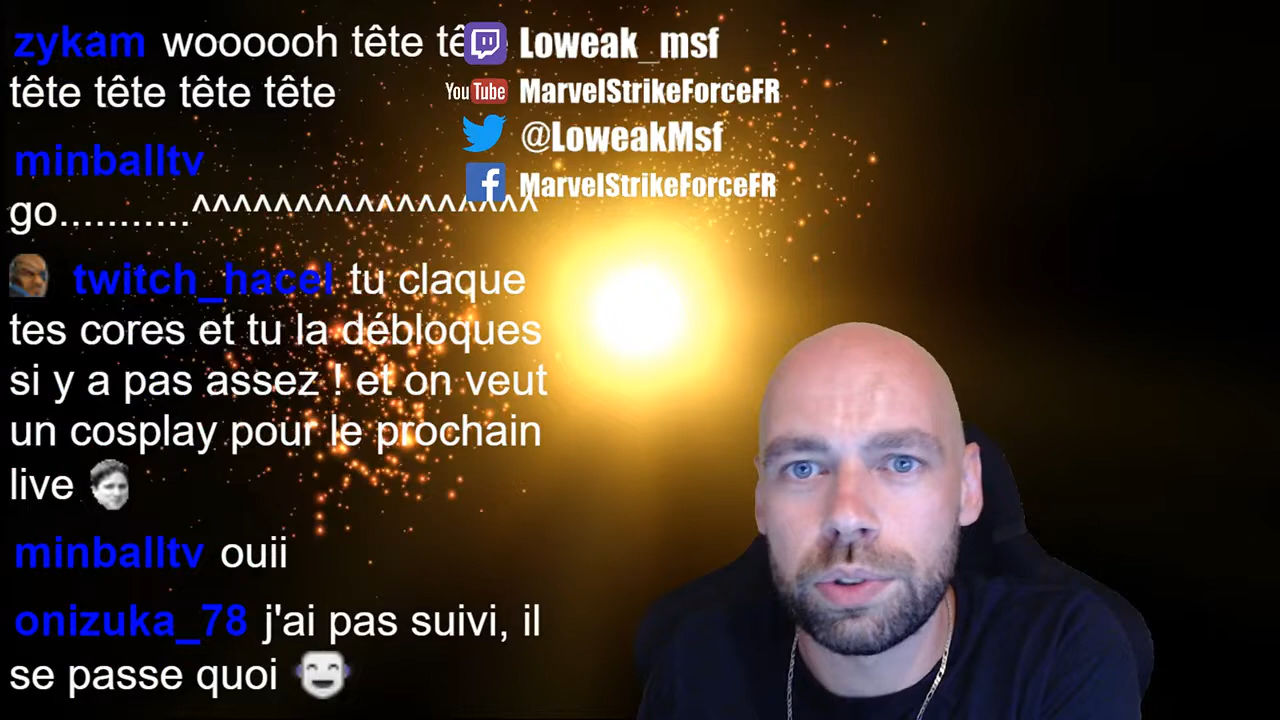 zykam woooooh tête tê
tête tête tête tête
minballtv
go...........^^^^^^^^^^^^^^^^^^^^
twitch_hacel tu claque
tes cores et tu la débloques
si y a pas assez ! et on veut
un cosplay pour le prochain
live
minballtv ouii
onizuka_78 j'ai pas suivi, il
se passe quoi
Loweak_msf
YouTube MarvelStrikeForceFR
@LoweakMsf
f MarvelStrikeForceFR